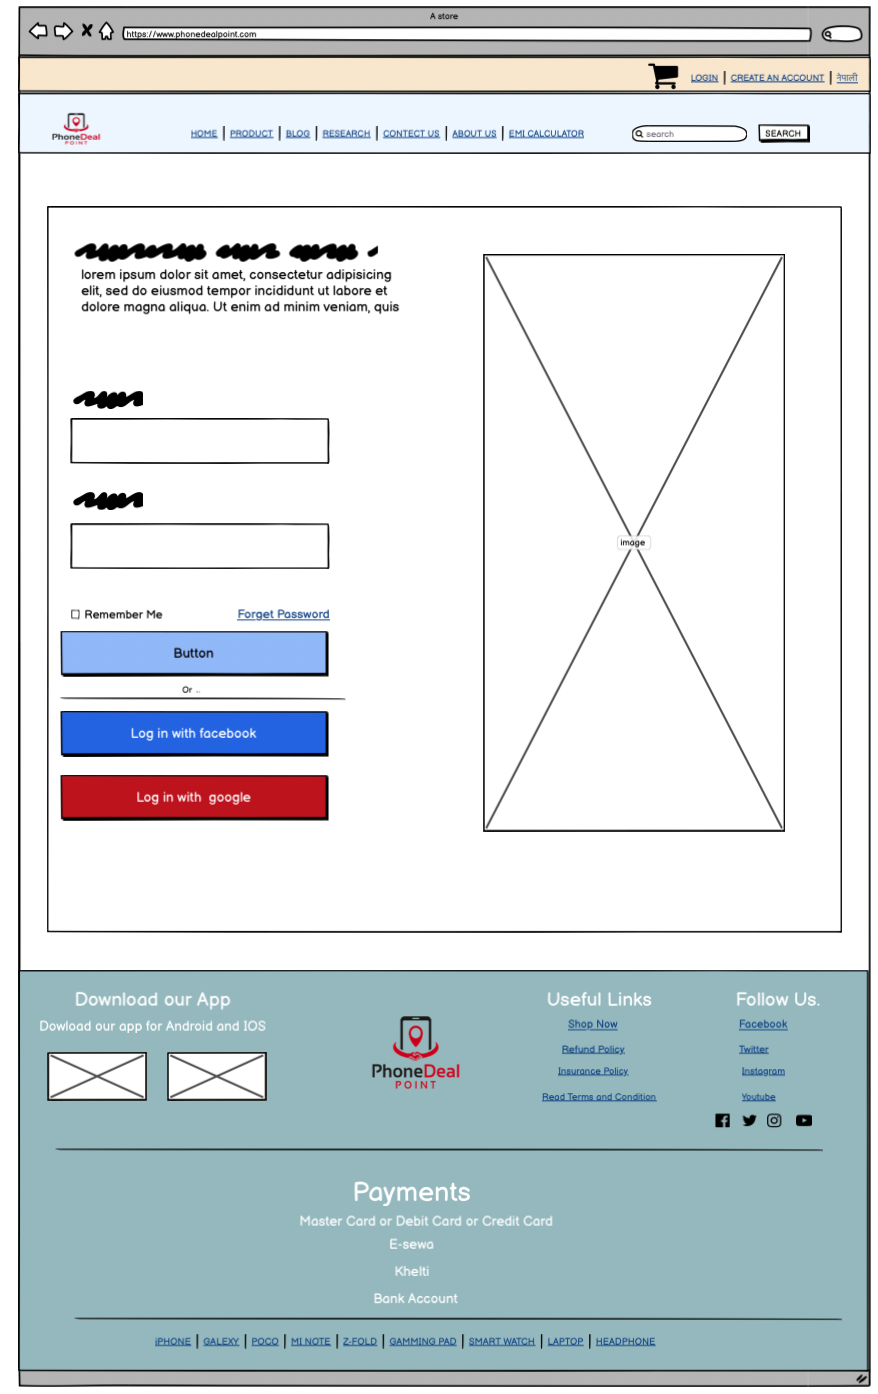 A store
https://www.phonedealpoint.com
LOGIN | CREATE AN ACCOUNT | नेपाली
PhoneDeal
POINT
HOME | PRODUCT | BLOG | RESEARCH | CONTECT US | ABOUT US | EMI CALCULATOR
search
SEARCH
lorem ipsum dolor sit amet, consectetur adipisicing
elit, sed do eiusmod tempor incididunt ut labore et
dolore magna aliqua. Ut enim ad minim veniam, quis
image
Remember Me
Forget Password
Button
Or ..
Log in with facebook
Log in with google
Download our App
Dowload our app for Android and IOS
PhoneDeal
POINT
Useful Links
Shop Now
Refund Policy
Insurance Policy
Read Terms and Condition
Follow Us.
Facebook
Twitter
Instagram
Youtube
Payments
Master Card or Debit Card or Credit Card
E-sewa
Khelti
Bank Account
iPHONE | GALEXY | POCO | MI NOTE | Z-FOLD | GAMMING PAD | SMART WATCH | LAPTOP | HEADPHONE